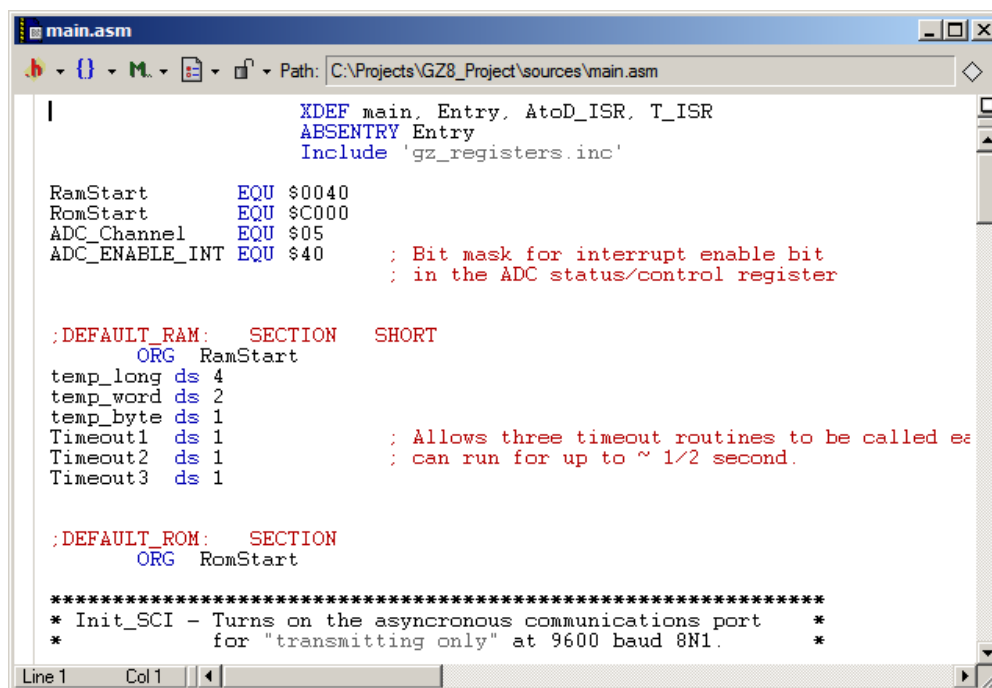 main.asm
Path: C:\Projects\GZ8_Project\sources\main.asm
XDEF main, Entry, AtoD_ISR, T_ISR
ABSENTRY Entry
Include 'gz_registers.inc'
RamStart EQU $0040
RomStart EQU $C000
ADC_Channel EQU $05
ADC_ENABLE_INT EQU $40 ; Bit mask for interrupt enable bit
; in the ADC status/control register
;DEFAULT_RAM: SECTION SHORT
ORG RamStart
temp_long ds 4
temp_word ds 2
temp_byte ds 1
Timeout1 ds 1 ; Allows three timeout routines to be called ea
Timeout2 ds 1 ; can run for up to ~ 1/2 second.
Timeout3 ds 1
;DEFAULT_ROM: SECTION
ORG RomStart
**************************************************************
* Init_SCI - Turns on the asyncronous communications port *
* for "transmitting only" at 9600 baud 8N1. *
Line 1 Col 1